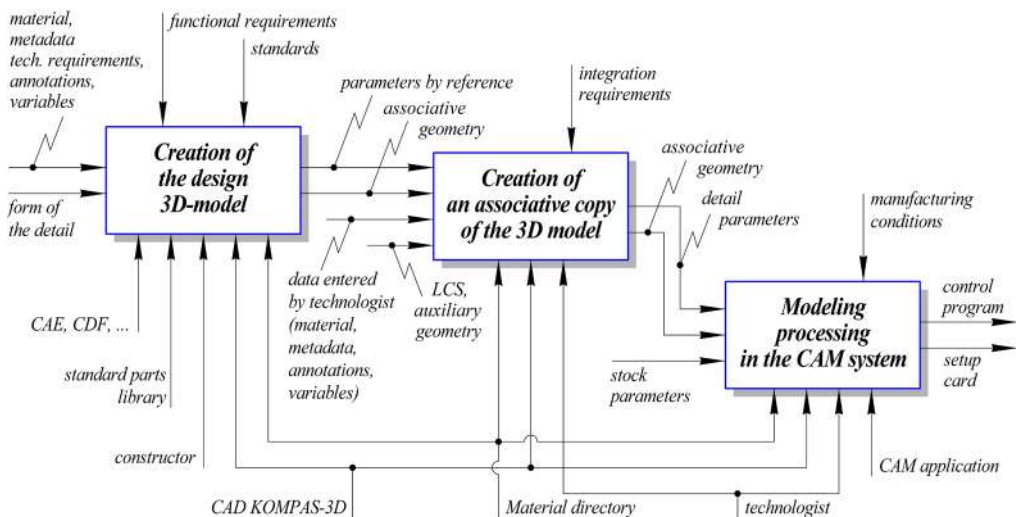 material,
metadata
tech. requirements,
annotations,
variables
functional requirements
standards
parameters by reference
associative
geometry
integration
requirements
Creation of
the design
3D-model
form of
the detail
Creation of
an associative copy
of the 3D model
associative
geometry
detail
parameters
manufacturing
conditions
data entered
by technologist
(material,
metadata,
annotations,
variables)
LCS,
auxiliary
geometry
Modeling
processing
in the CAM system
control
program
setup
card
stock
parameters
CAE, CDF, ...
standard parts
library
constructor
CAD KOMPAS-3D
Material directory
technologist
CAM application